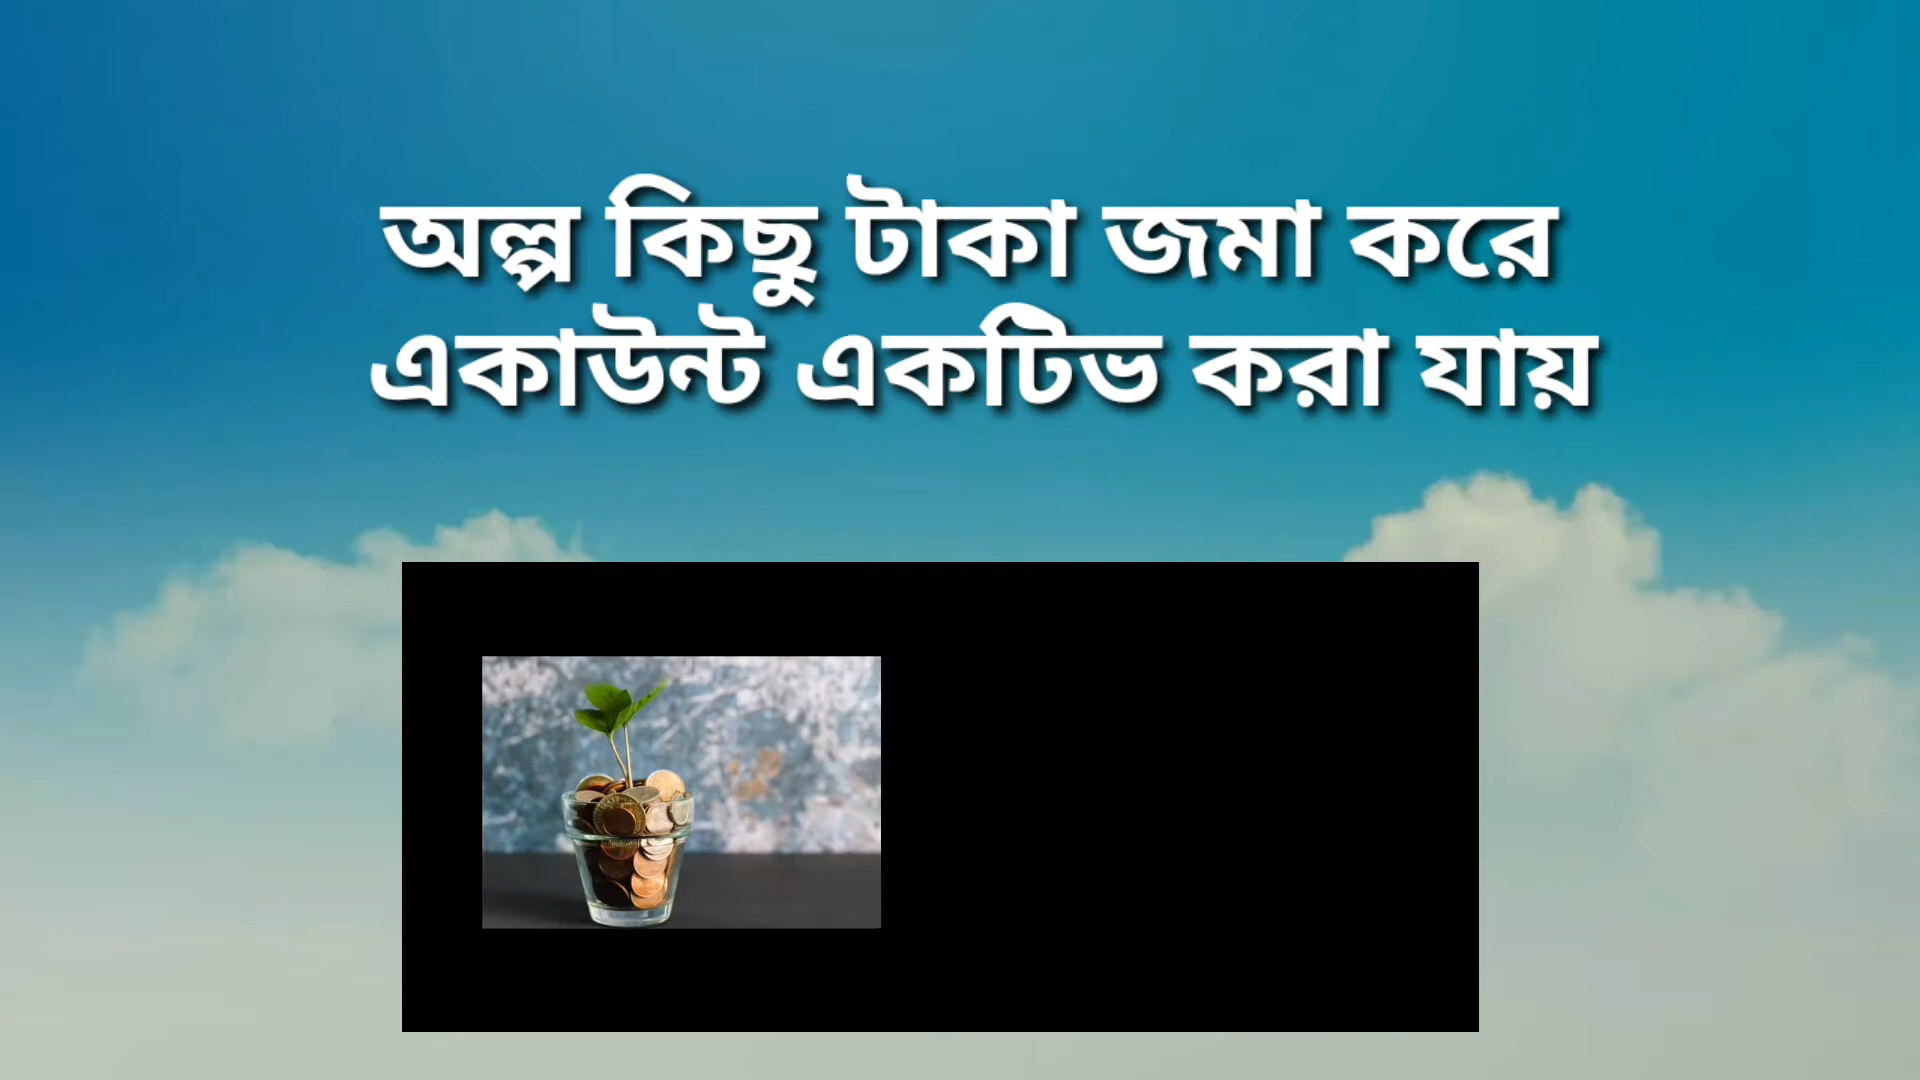 অল্প কিছু টাকা জমা করে
একাউন্ট একটিভ করা যায়